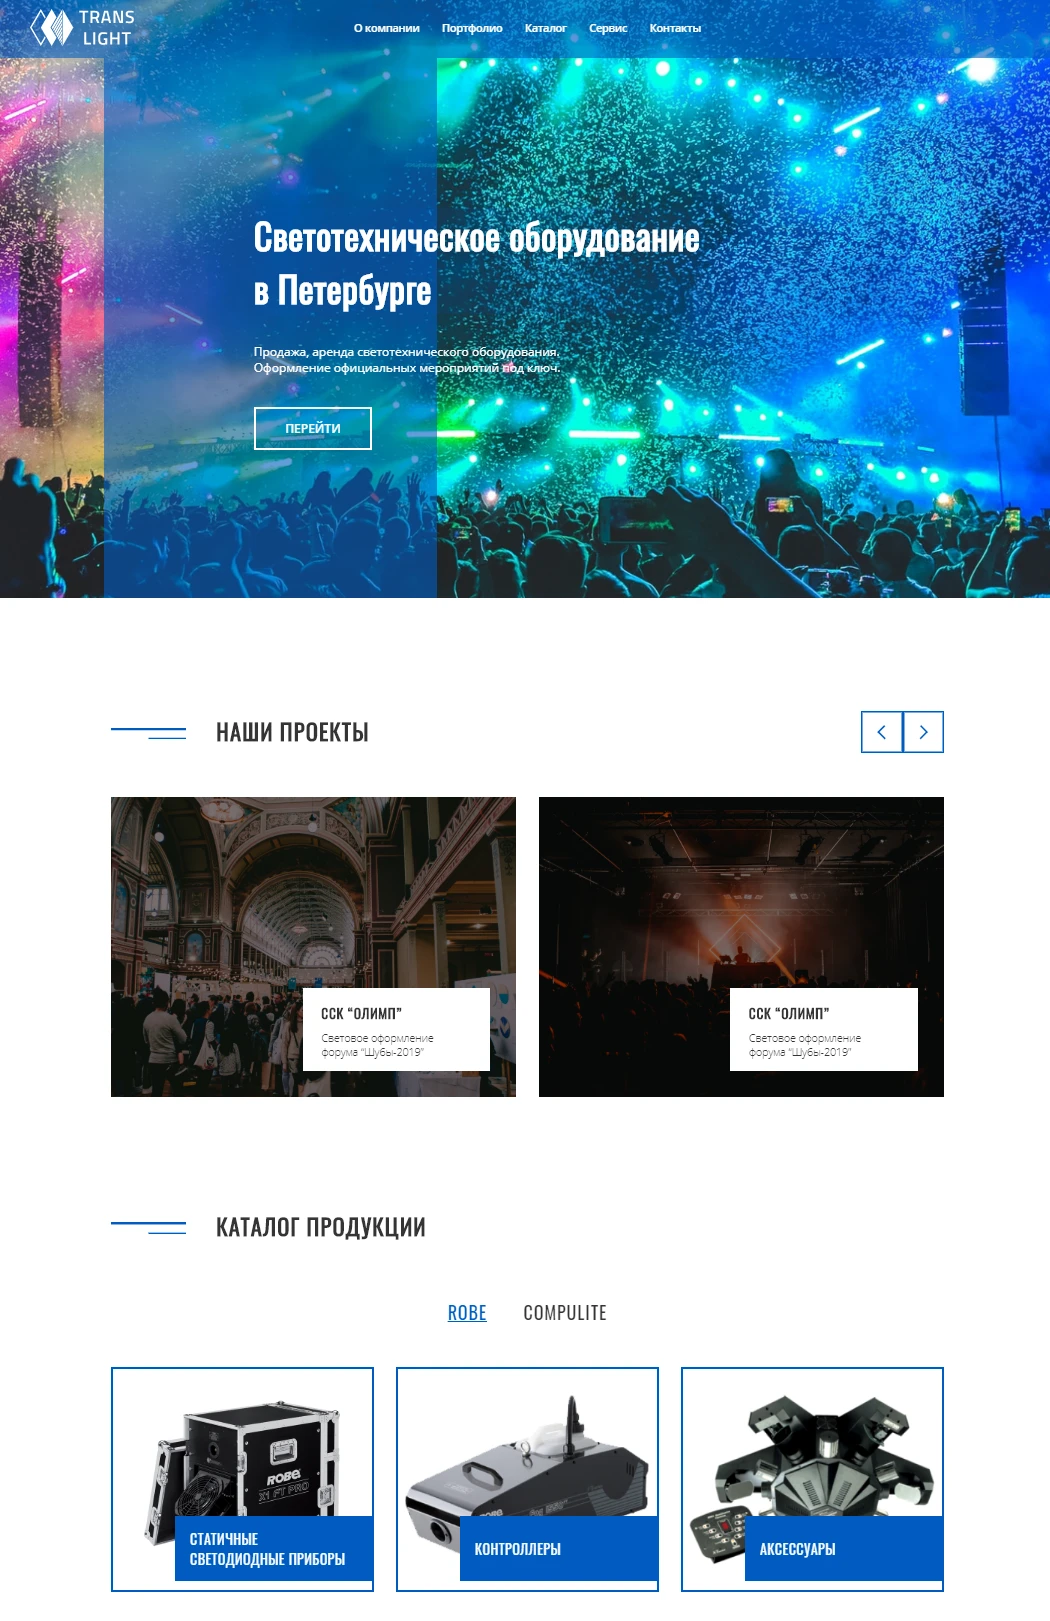 TRANS
LIGHT
О компании Портфолио Каталог Сервис Контакты
Светотехническое оборудование
в Петербурге
Продажа, аренда светотехнического оборудования.
Оформление официальных мероприятий под ключ.
ПЕРЕЙТИ
НАШИ ПРОЕКТЫ
ССК “ОЛИМП”
Световое оформление
форума “Шубы-2019”
ССК “ОЛИМП”
Световое оформление
форума “Шубы-2019”
КАТАЛОГ ПРОДУКЦИИ
ROBE COMPULITE
ROBE
X1 FT PRO
СТАТИЧНЫЕ
СВЕТОДИОДНЫЕ ПРИБОРЫ
КОНТРОЛЛЕРЫ
АКСЕССУАРЫ